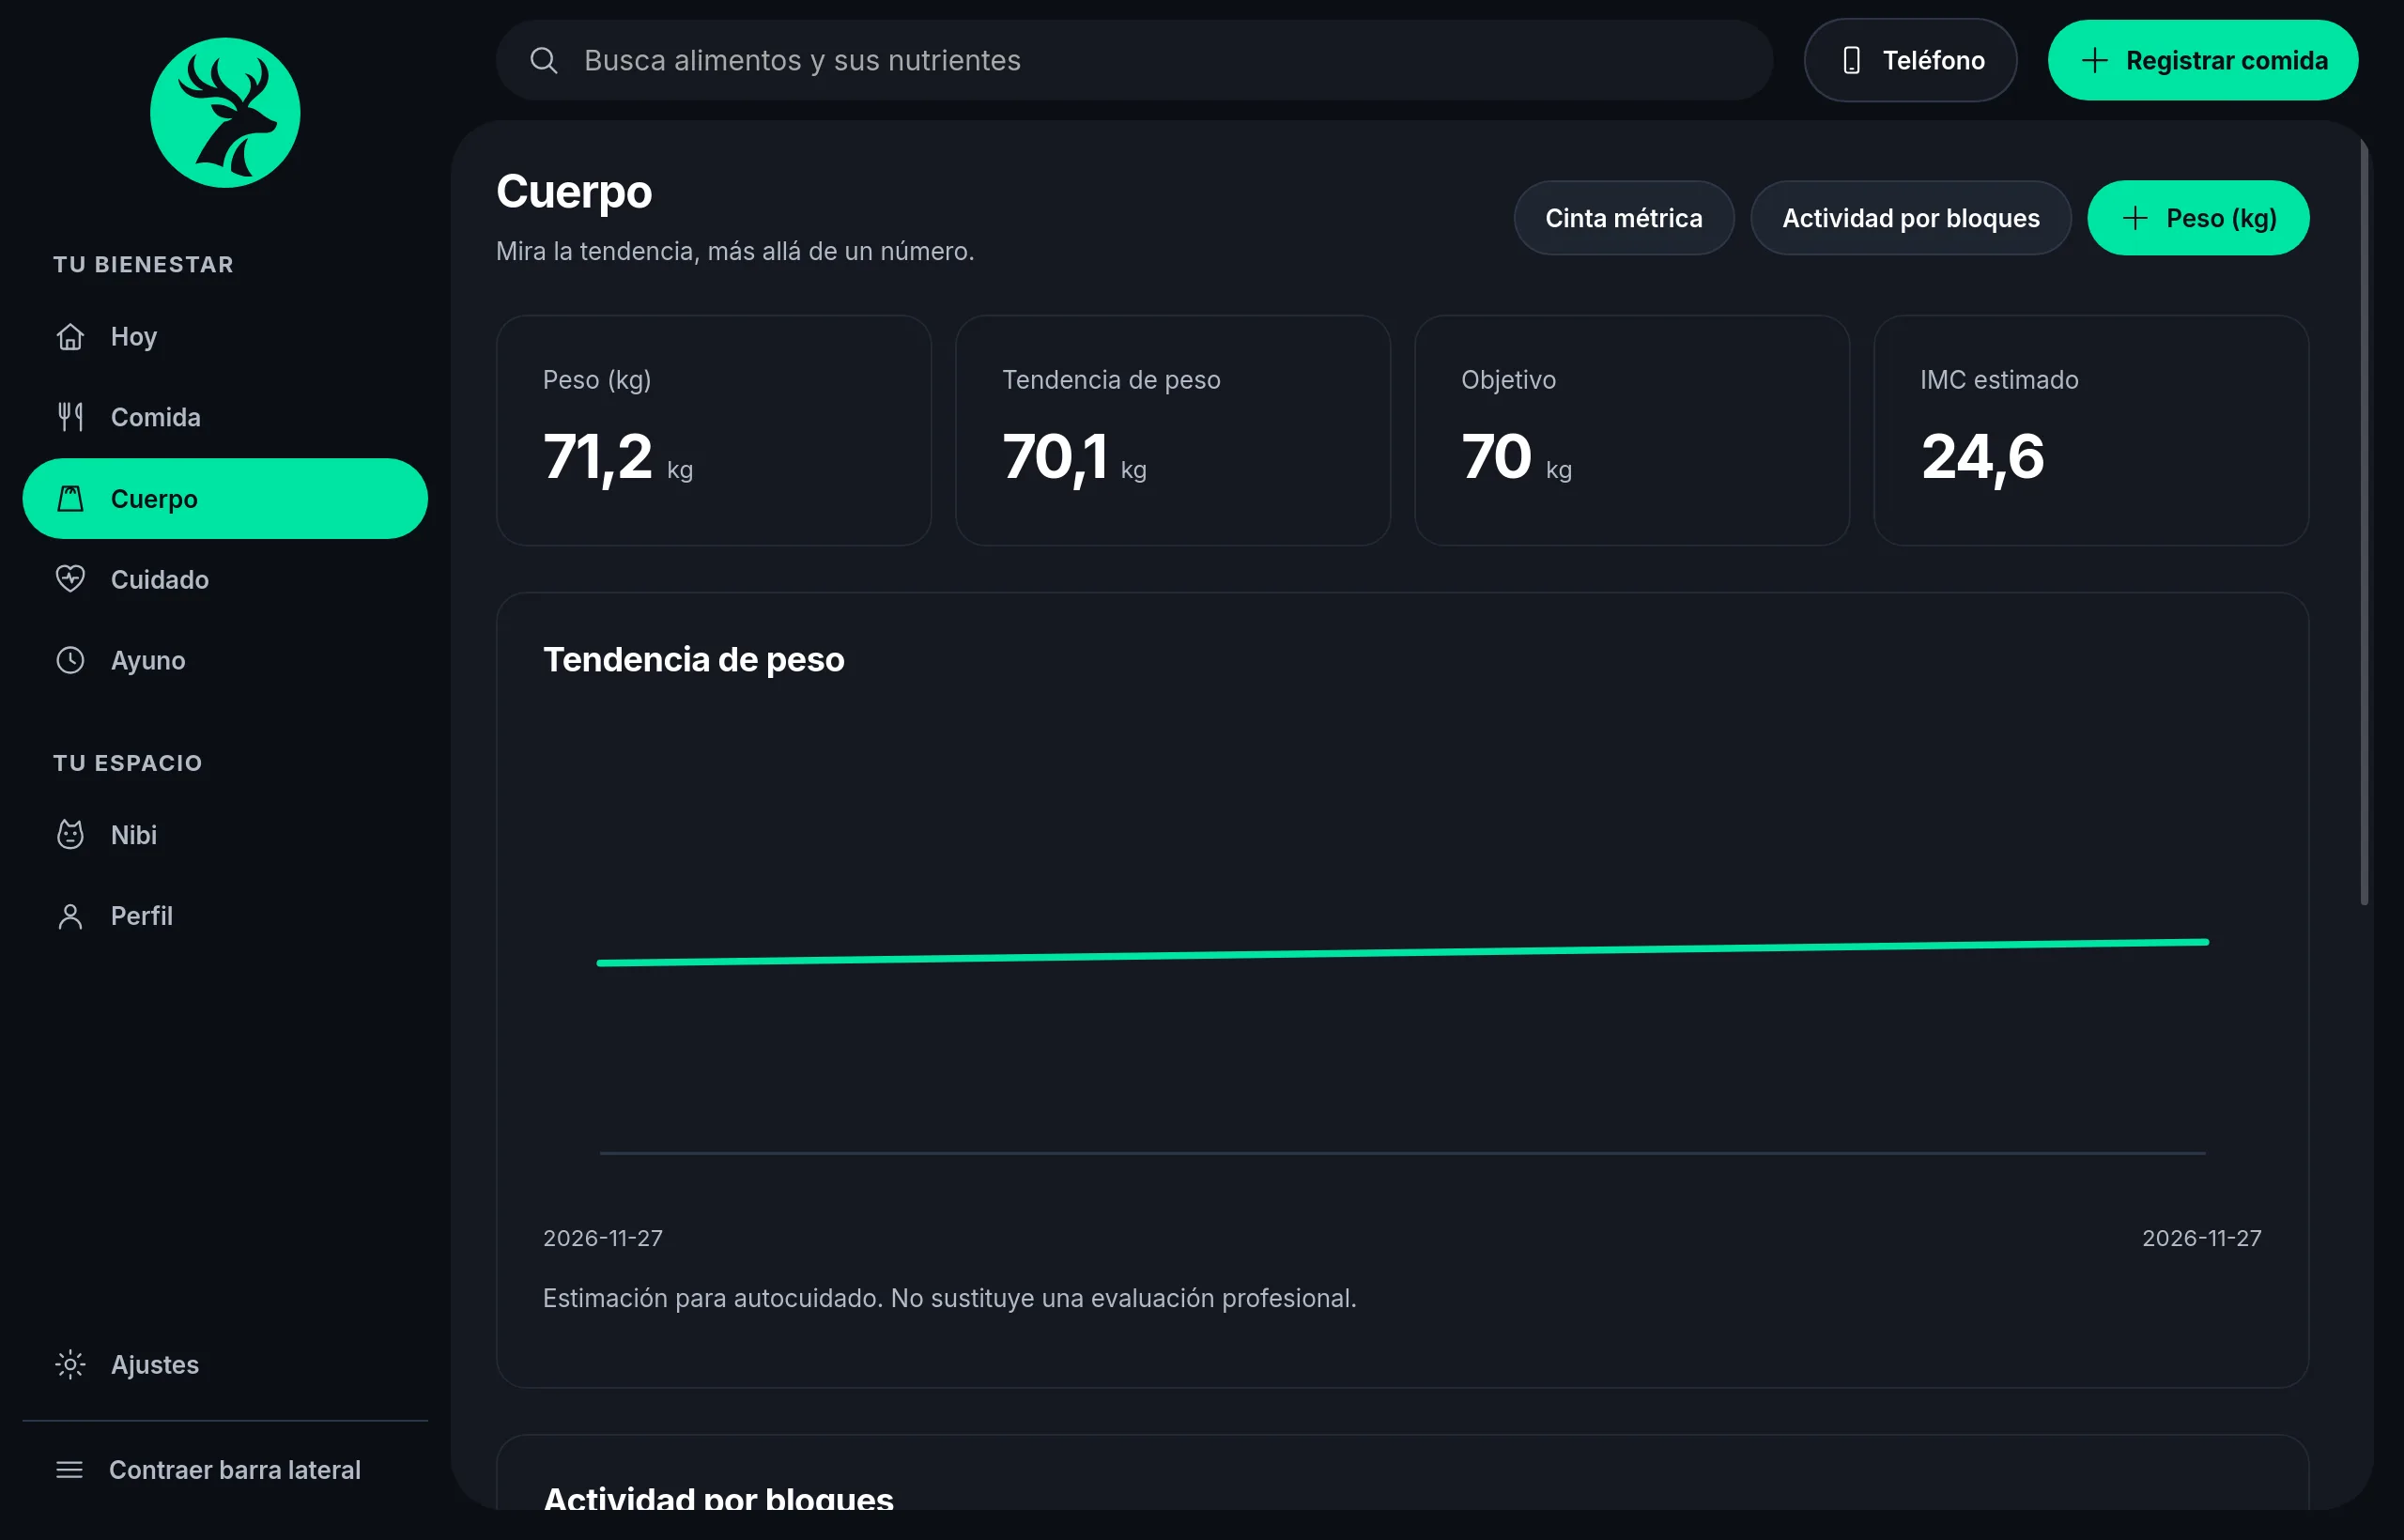 Busca alimentos y sus nutrientes
Teléfono
Registrar comida
TU BIENESTAR
Hoy
Comida
Cuerpo
Cuidado
Ayuno
TU ESPACIO
Nibi
Perfil
Ajustes
Contraer barra lateral
Cuerpo
Mira la tendencia, más allá de un número.
Cinta métrica
Actividad por bloques
Peso (kg)
Peso (kg)
71,2 kg
Tendencia de peso
70,1 kg
Objetivo
70 kg
IMC estimado
24,6
Tendencia de peso
2026-11-27
2026-11-27
Estimación para autocuidado. No sustituye una evaluación profesional.
Actividad por bloques